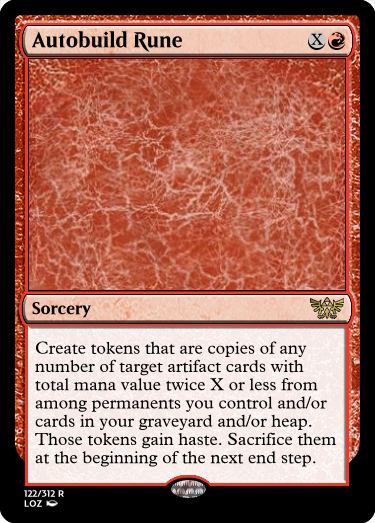 Autobuild Rune X
Sorcery
Create tokens that are copies of any
number of target artifact cards with
total mana value twice X or less from
among permanents you control and/or
cards in your graveyard and/or heap.
Those tokens gain haste. Sacrifice them
at the beginning of the next end step.
122/312 R
LOZ